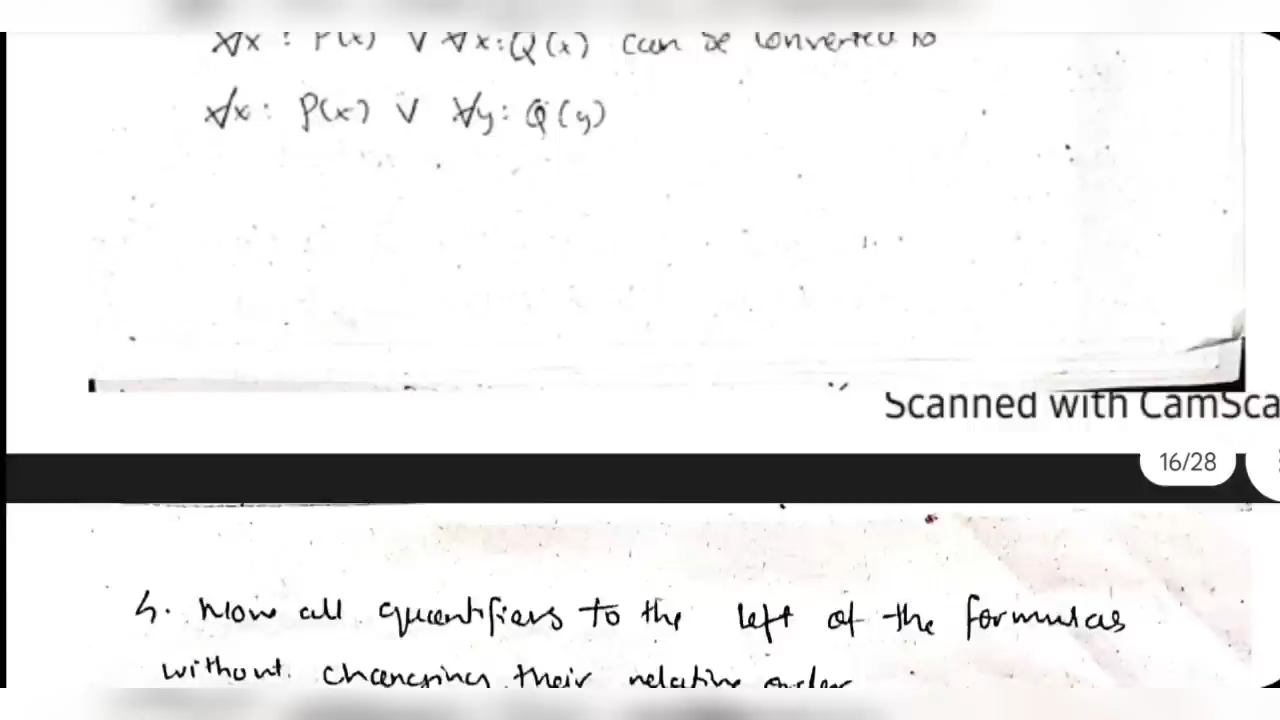 ∀x : P(x) ∨ ∀x: Q(x) can be converted to
∀x: P(x) ∨ ∀y: Q(y)
Scanned with CamSca
16/28
4. Move all quantifiers to the left of the formulas
without changing their relative order